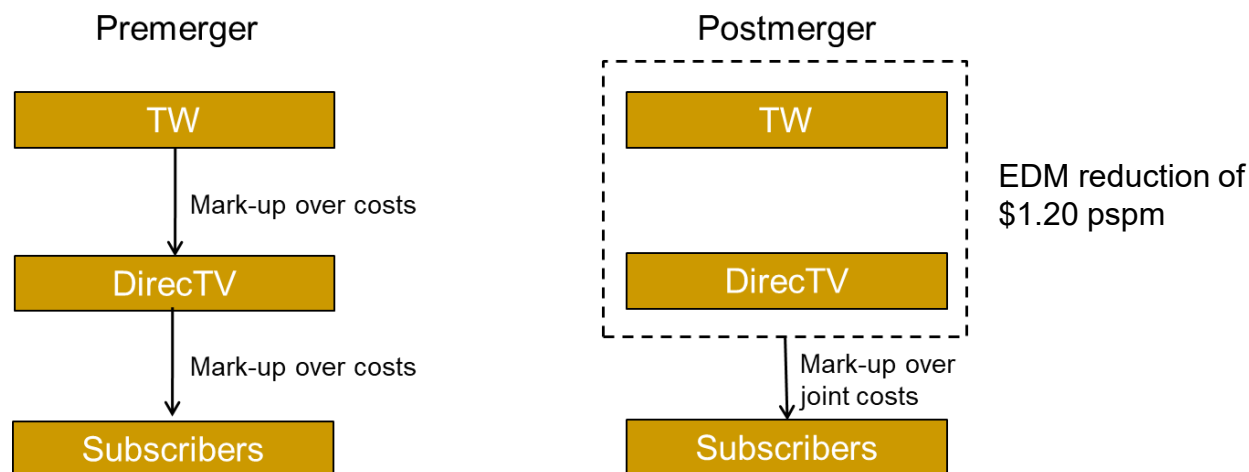 Premerger
TW
Mark-up over costs
DirecTV
Mark-up over costs
Subscribers
Postmerger
TW
DirecTV
Mark-up over
joint costs
Subscribers
EDM reduction of
$1.20 pspm